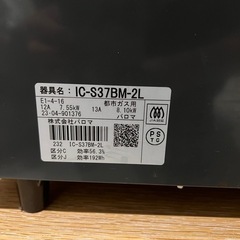 器具名: IC-S37BM-2L
E1-4-16 都市ガス用
12A 7.55kW 13A 8.10kW
23·04-901376 パロマ
株式会社パロマ
PS
TG
232 IC-S37BM-2L
区分C 効率56.3%
区分J 効率192Wh